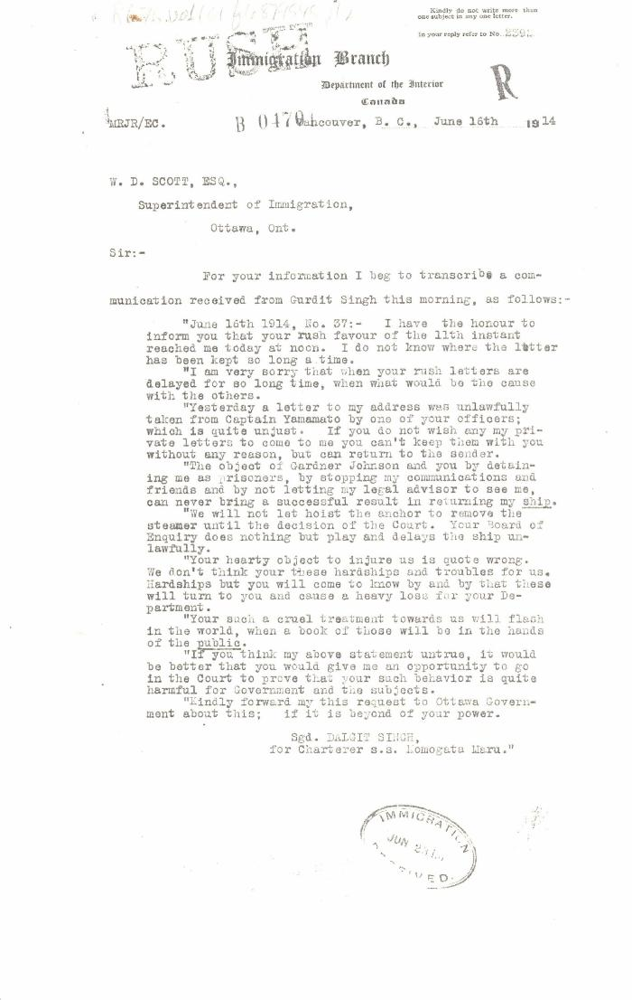 Kindly do not write more than
one subject in any one letter.
In your reply refer to No.
RUSH
Immigration Branch
Department of the Interior
Canada
R
MRJR/EC.
B 0470
Vancouver, B. C., June 16th 1914
W. D. SCOTT, ESQ.,
Superintendent of Immigration,
Ottawa, Ont.
Sir:-
For your information I beg to transcribe a com-
munication received from Gurdit Singh this morning, as follows:-
"June 16th 1914, No. 37:- I have the honour to
inform you that your rush favour of the 11th instant
reached me today at noon. I do not know where the letter
has been kept so long a time.
"I am very sorry that when your rush letters are
delayed for so long time, when what would be the cause
with the others.
"Yesterday a letter to my address was unlawfully
taken from Captain Yamamato by one of your officers;
which is quite unjust. If you do not wish any my pri-
vate letters to come to me you can't keep them with you
without any reason, but can return to the sender.
"The object of Gardner Johnson and you by detain-
ing me as prisoners, by stopping my communications and
friends and by not letting my legal advisor to see me,
can never bring a successful result in returning my ship.
"We will not let hoist the anchor to remove the
steamer until the decision of the Court. Your Board of
Enquiry does nothing but play and delays the ship un-
lawfully.
"Your hearty object to injure us is quote wrong.
We don't think your these hardships and troubles for us.
Hardships but you will come to know by and by that these
will turn to you and cause a heavy loss for your De-
partment.
"Your such a cruel treatment towards us will flash
in the world, when a book of those will be in the hands
of the public.
"If you think my above statement untrue, it would
be better that you would give me an opportunity to go
in the Court to prove that your such behavior is quite
harmful for Government and the subjects.
"Kindly forward my this request to Ottawa Govern-
ment about this; if it is beyond of your power.
Sgd. DALGIT SINGH,
for Charterer s.s. Komogata Maru."
IMMIGRATION
JUN